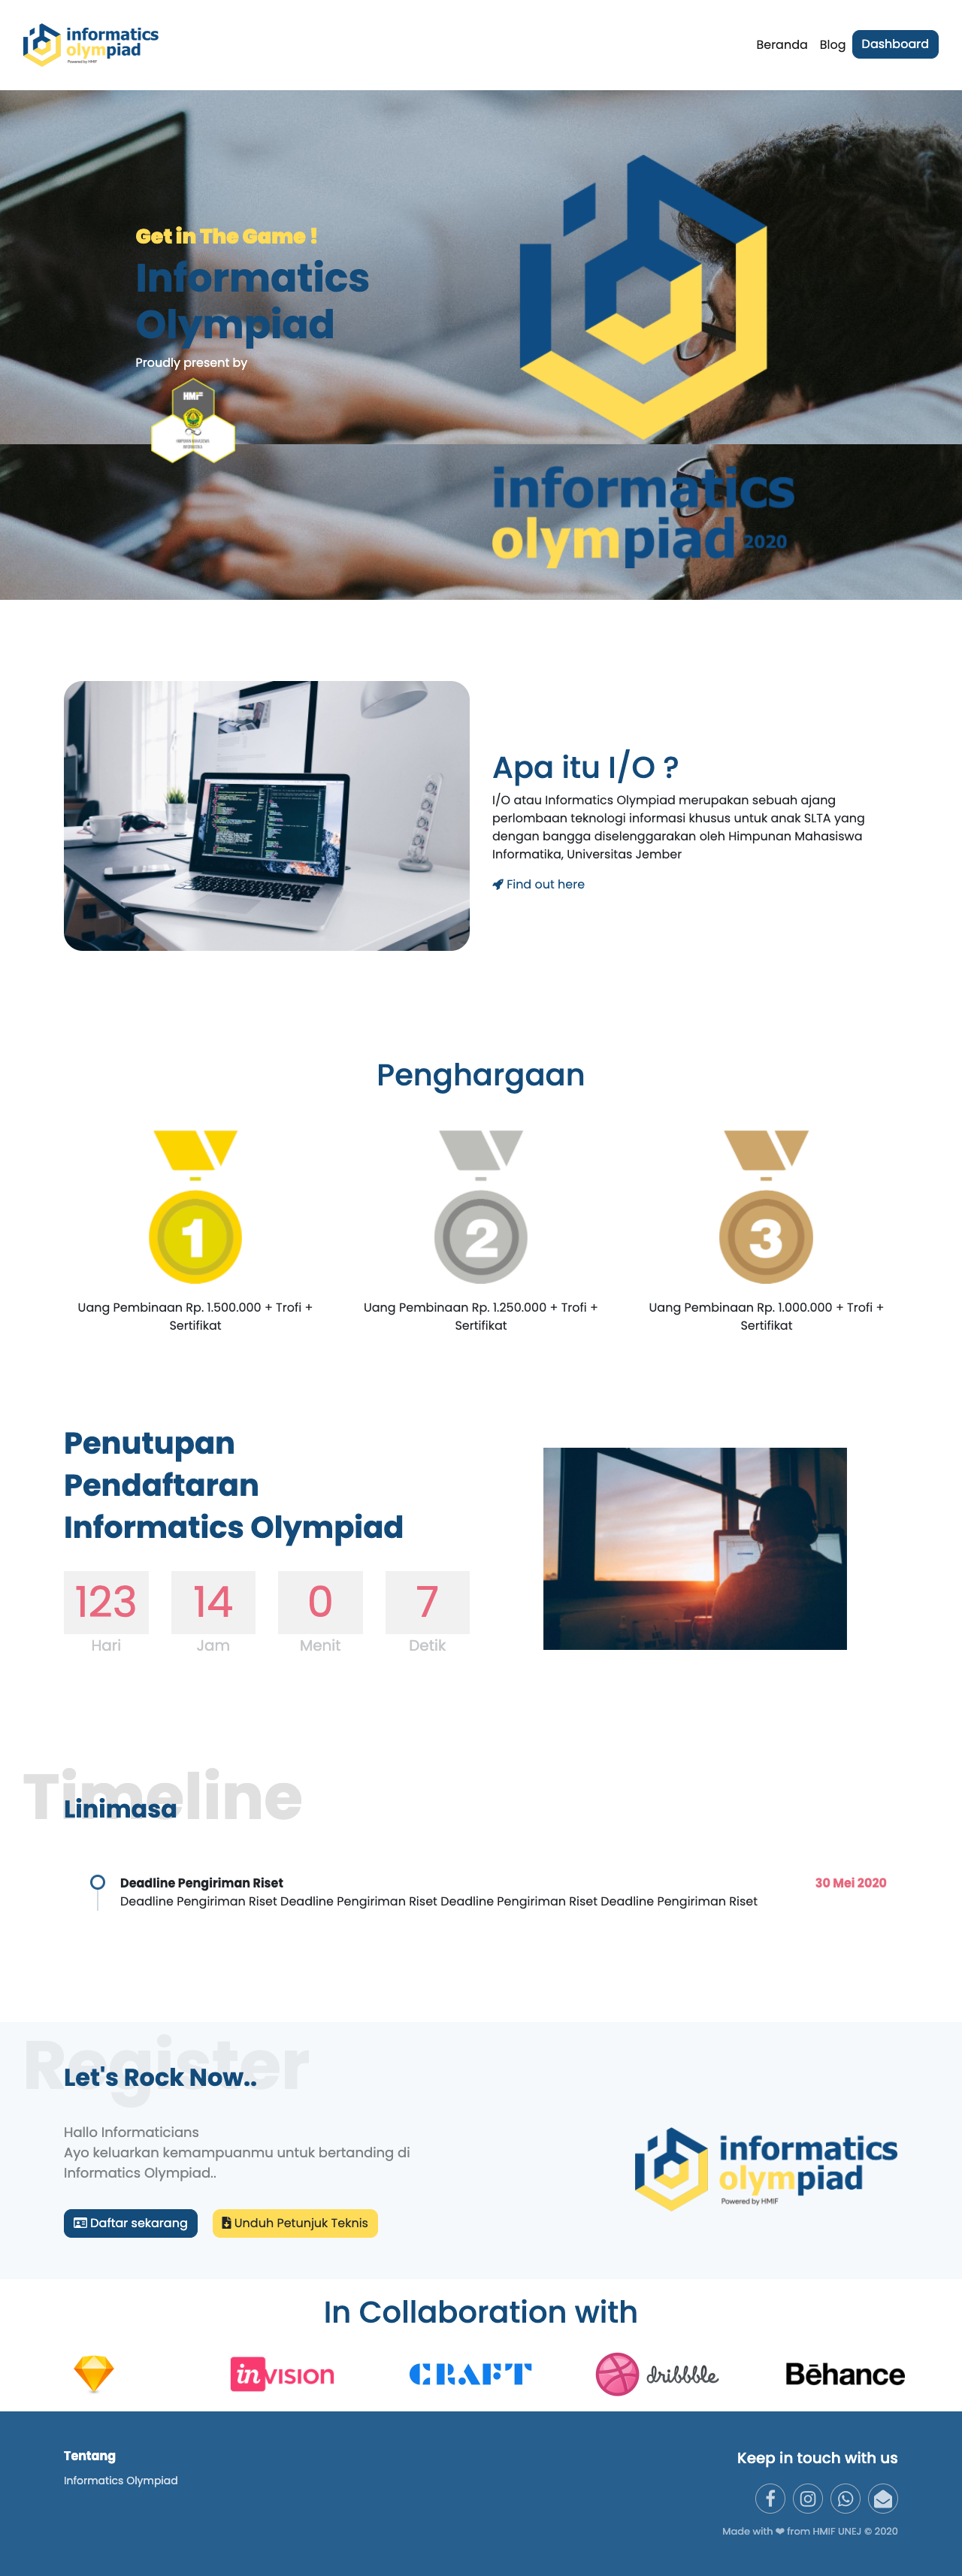 informatics
olympiad
Powered by HMIF
Beranda
Blog
Dashboard
Get in The Game !
Informatics
Olympiad
Proudly present by
HMIF
HIMPUNAN MAHASISWA
INFORMATIKA
informatics
olympiad 2020
Apa itu I/O ?
I/O atau Informatics Olympiad merupakan sebuah ajang
perlombaan teknologi informasi khusus untuk anak SLTA yang
dengan bangga diselenggarakan oleh Himpunan Mahasiswa
Informatika, Universitas Jember
Find out here
Penghargaan
1
2
3
Uang Pembinaan Rp. 1.500.000 + Trofi +
Sertifikat
Uang Pembinaan Rp. 1.250.000 + Trofi +
Sertifikat
Uang Pembinaan Rp. 1.000.000 + Trofi +
Sertifikat
Penutupan
Pendaftaran
Informatics Olympiad
123
14
0
7
Hari
Jam
Menit
Detik
Timeline
Linimasa
Deadline Pengiriman Riset
30 Mei 2020
Deadline Pengiriman Riset Deadline Pengiriman Riset Deadline Pengiriman Riset Deadline Pengiriman Riset
Register
Let's Rock Now..
Hallo Informaticians
Ayo keluarkan kemampuanmu untuk bertanding di
Informatics Olympiad..
Daftar sekarang
Unduh Petunjuk Teknis
informatics
olympiad
Powered by HMIF
In Collaboration with
inVISION
CRAFT
dribbble
Bēhance
Tentang
Informatics Olympiad
Keep in touch with us
Made with ❤ from HMIF UNEJ © 2020